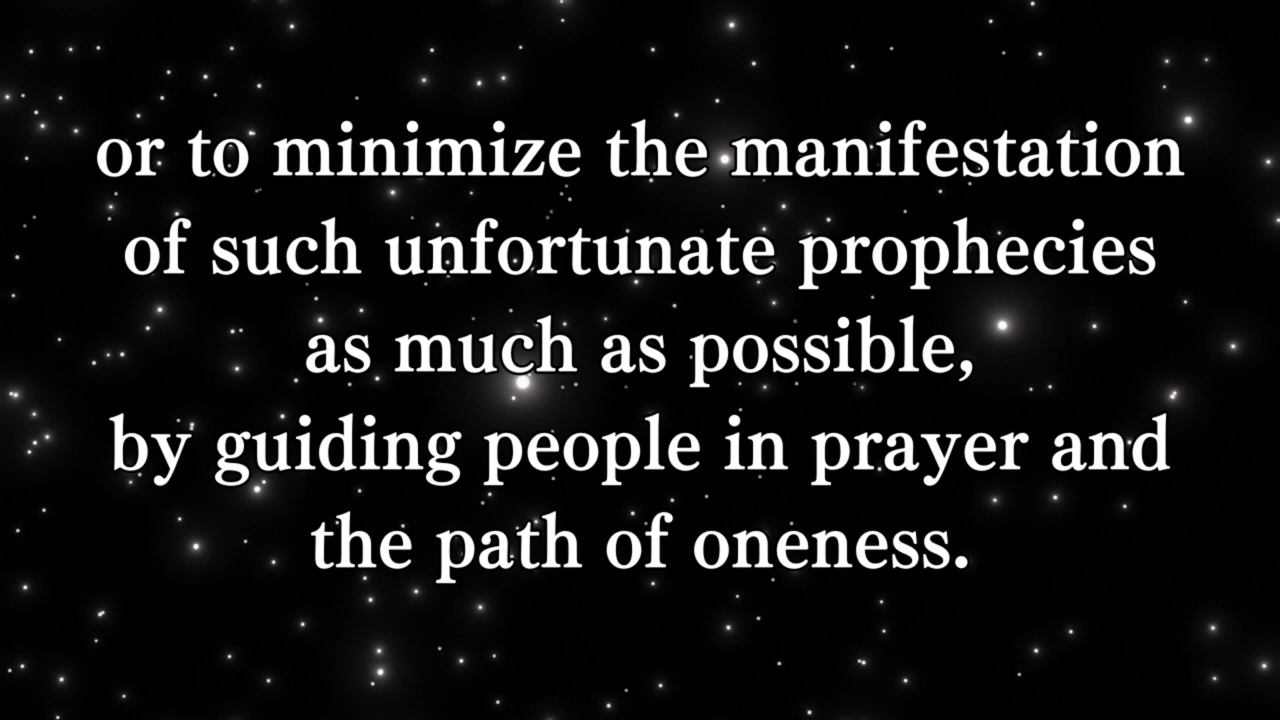 or to minimize the manifestation
of such unfortunate prophecies
as much as possible,
by guiding people in prayer and
the path of oneness.